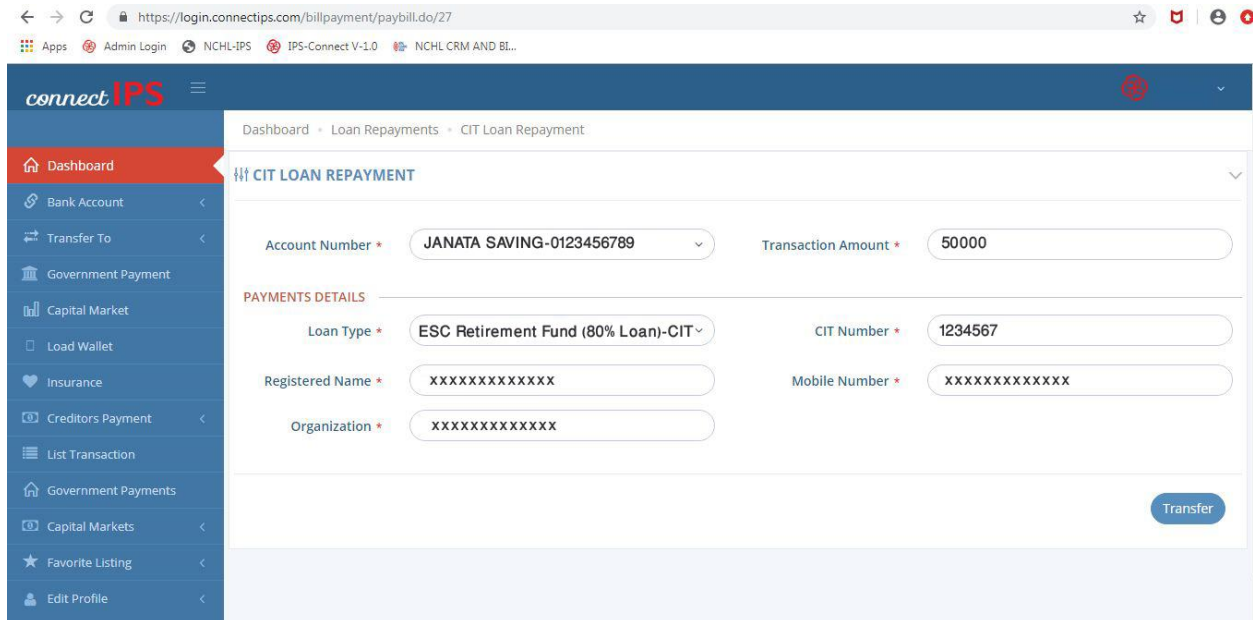 https://login.connectips.com/billpayment/paybill.do/27
Apps Admin Login NCHL-IPS IPS-Connect V-1.0 NCHL CRM AND BI...
connect IPS
Dashboard • Loan Repayments • CIT Loan Repayment
Dashboard
Bank Account
Transfer To
Government Payment
Capital Market
Load Wallet
Insurance
Creditors Payment
List Transaction
Government Payments
Capital Markets
Favorite Listing
Edit Profile
CIT LOAN REPAYMENT
Account Number * JANATA SAVING-0123456789 Transaction Amount * 50000
PAYMENTS DETAILS
Loan Type * ESC Retirement Fund (80% Loan)-CIT CIT Number * 1234567
Registered Name * xxxxxxxxxxxxx Mobile Number * xxxxxxxxxxxxx
Organization * xxxxxxxxxxxxx
Transfer